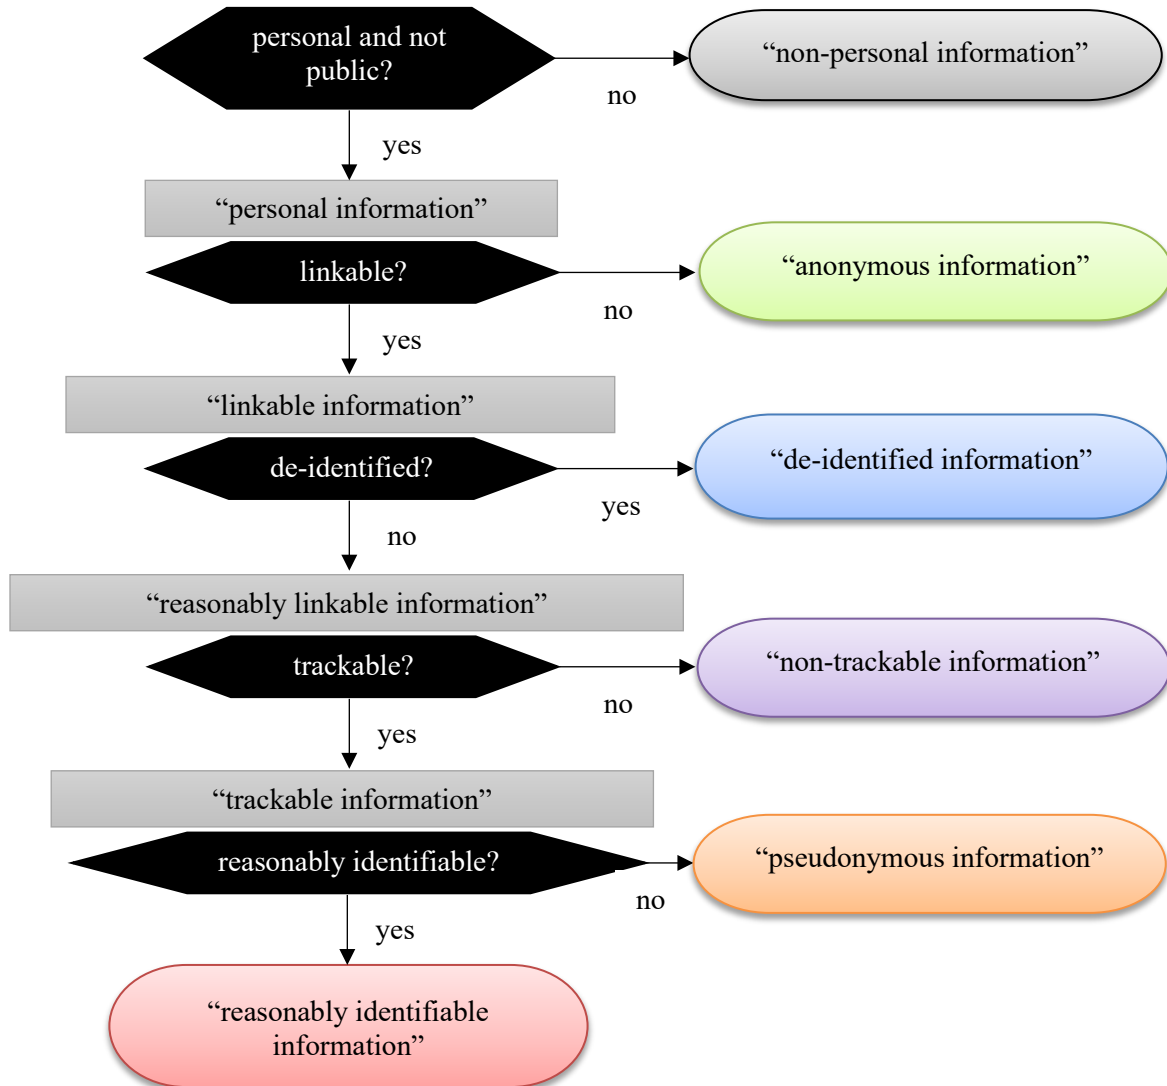 personal and not
public?
“non-personal information”
no
yes
“personal information”
linkable?
“anonymous information”
no
yes
“linkable information”
de-identified?
“de-identified information”
yes
no
“reasonably linkable information”
trackable?
“non-trackable information”
no
yes
“trackable information”
reasonably identifiable?
“pseudonymous information”
no
yes
“reasonably identifiable
information”